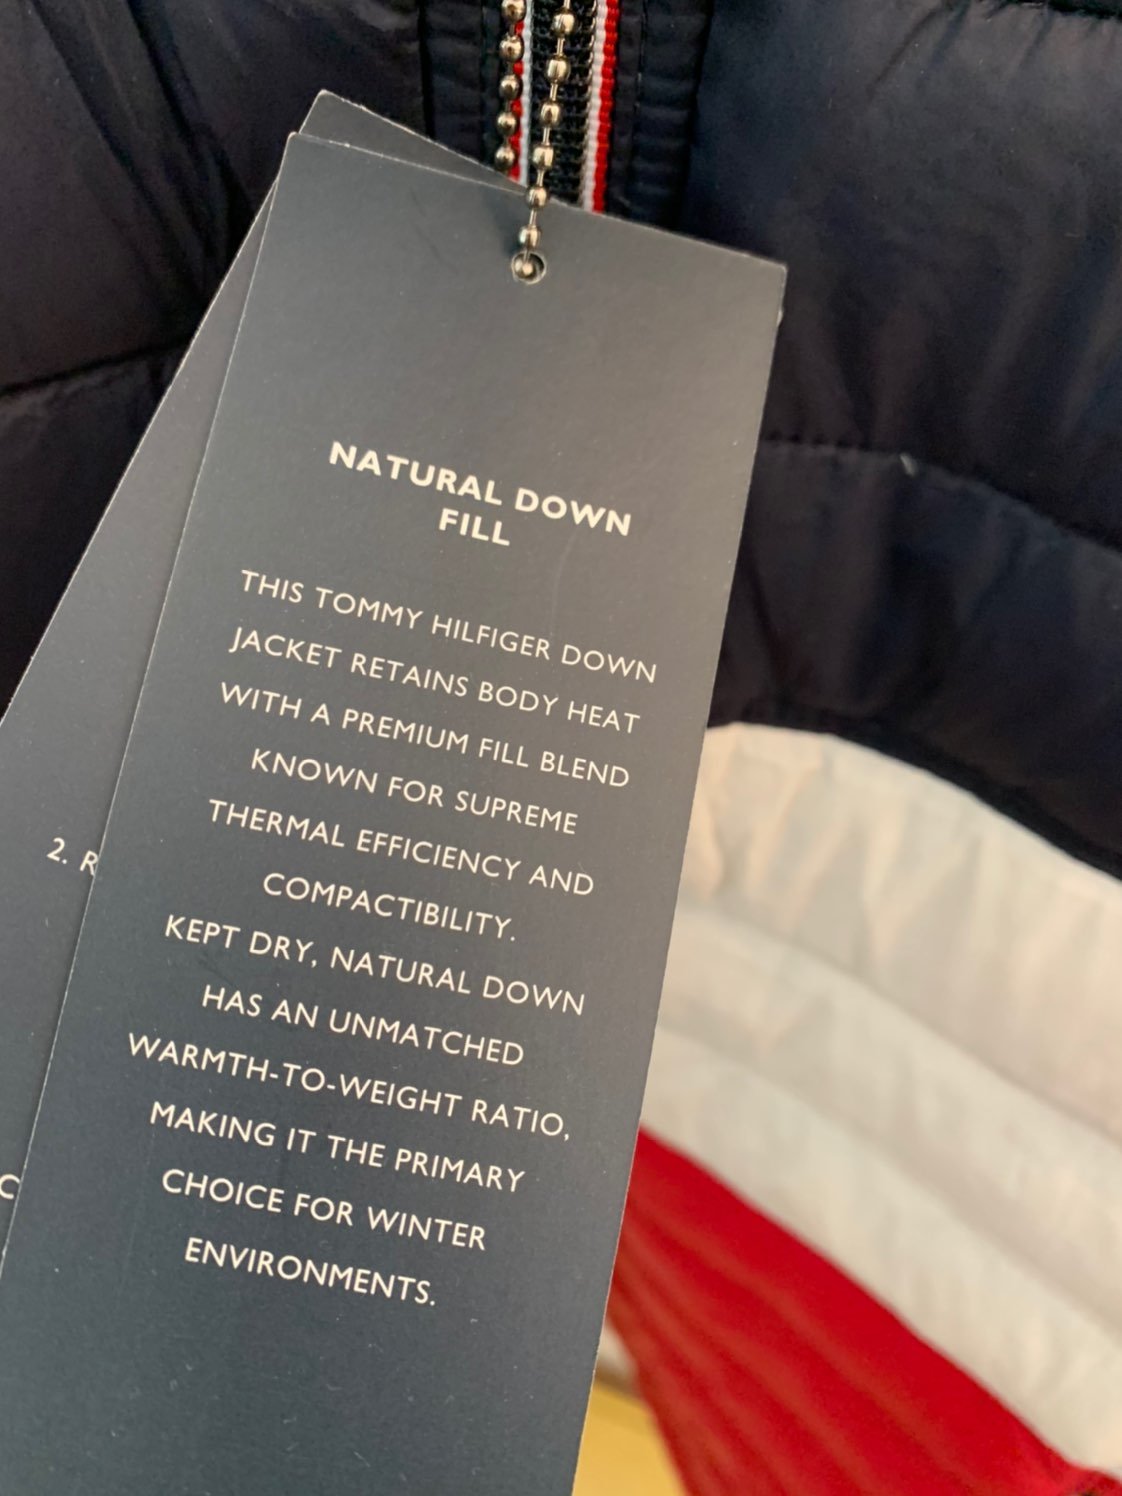 NATURAL DOWN
FILL
THIS TOMMY HILFIGER DOWN
JACKET RETAINS BODY HEAT
WITH A PREMIUM FILL BLEND
KNOWN FOR SUPREME
THERMAL EFFICIENCY AND
COMPACTIBILITY.
KEPT DRY, NATURAL DOWN
HAS AN UNMATCHED
WARMTH-TO-WEIGHT RATIO,
MAKING IT THE PRIMARY
CHOICE FOR WINTER
ENVIRONMENTS.
2. R
C